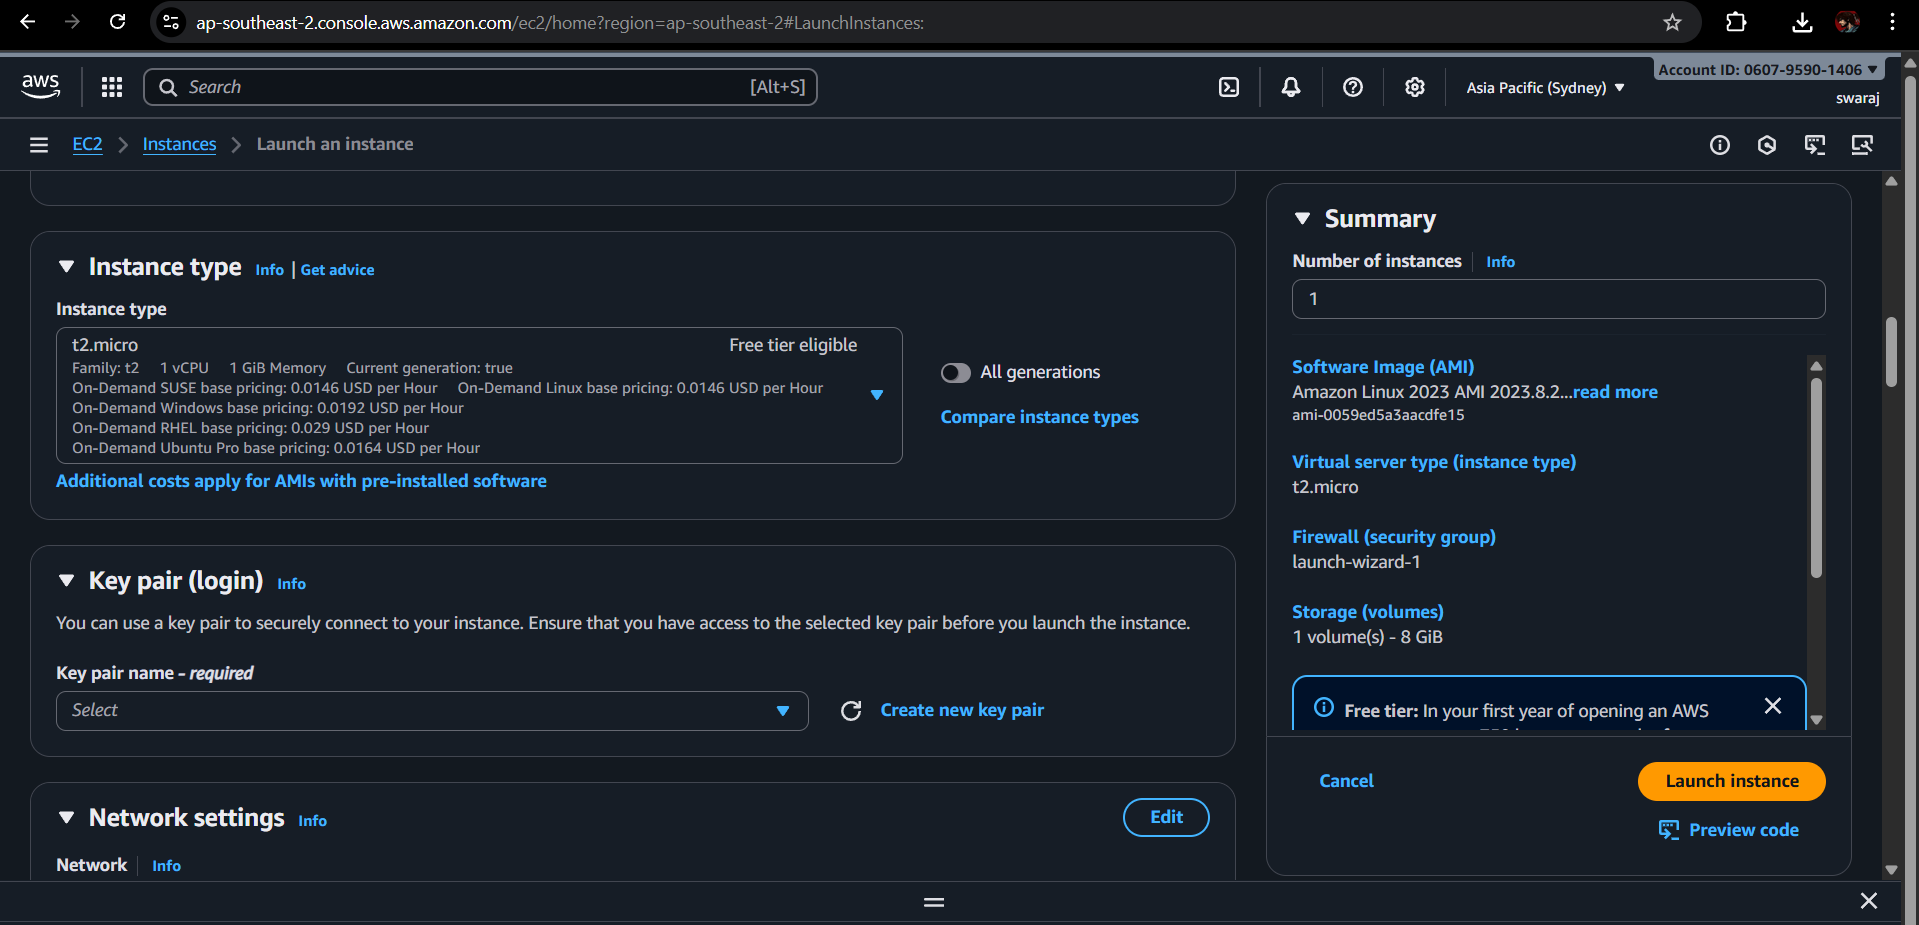 ap-southeast-2.console.aws.amazon.com/ec2/home?region=ap-southeast-2#LaunchInstances:
aws
Search
[Alt+S]
Asia Pacific (Sydney)
Account ID: 0607-9590-1406
swaraj
EC2
Instances
Launch an instance
Instance type
Info
Get advice
Instance type
t2.micro
Free tier eligible
Family: t2 1 vCPU 1 GiB Memory Current generation: true
On-Demand SUSE base pricing: 0.0146 USD per Hour On-Demand Linux base pricing: 0.0146 USD per Hour
On-Demand Windows base pricing: 0.0192 USD per Hour
On-Demand RHEL base pricing: 0.029 USD per Hour
On-Demand Ubuntu Pro base pricing: 0.0164 USD per Hour
All generations
Compare instance types
Additional costs apply for AMIs with pre-installed software
Key pair (login)
Info
You can use a key pair to securely connect to your instance. Ensure that you have access to the selected key pair before you launch the instance.
Key pair name - required
Select
Create new key pair
Network settings
Info
Edit
Network
Info
Summary
Number of instances
Info
1
Software Image (AMI)
Amazon Linux 2023 AMI 2023.8.2...read more
ami-0059ed5a3aacdfe15
Virtual server type (instance type)
t2.micro
Firewall (security group)
launch-wizard-1
Storage (volumes)
1 volume(s) - 8 GiB
Free tier: In your first year of opening an AWS
Cancel
Launch instance
Preview code